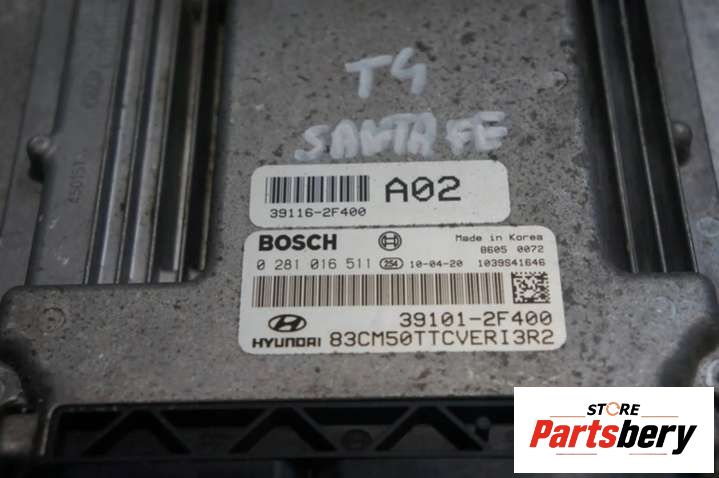 T4
SANTA FE
39116-2F400
A02
BOSCH
Made in Korea
8605 0072
0 281 016 511 254 10-04-20 1039S41646
39101-2F400
HYUNDAI 83CM50TTCVERI3R2
STORE
Partsbery